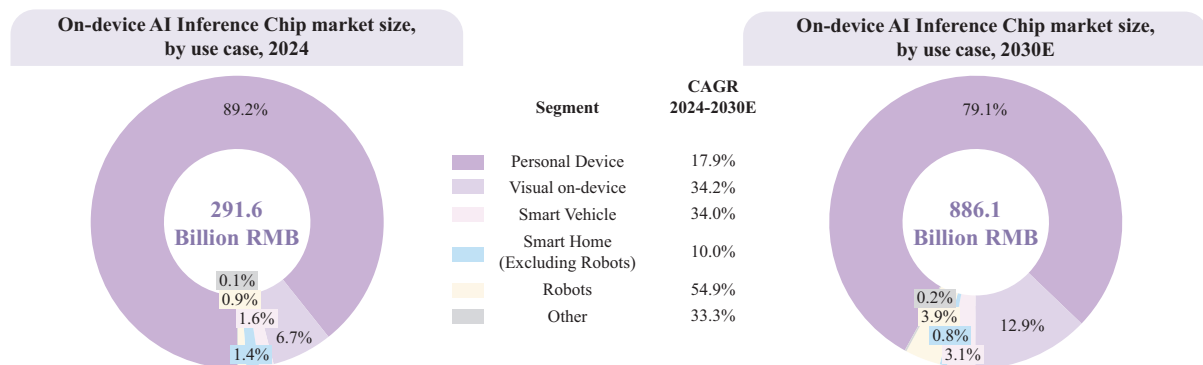 On-device AI Inference Chip market size,
by use case, 2024
89.2%
291.6
Billion RMB
0.1%
0.9%
1.6%
6.7%
1.4%
Segment
CAGR
2024-2030E
Personal Device
17.9%
Visual on-device
34.2%
Smart Vehicle
34.0%
Smart Home
(Excluding Robots)
10.0%
Robots
54.9%
Other
33.3%
On-device AI Inference Chip market size,
by use case, 2030E
79.1%
886.1
Billion RMB
0.2%
3.9%
12.9%
0.8%
3.1%